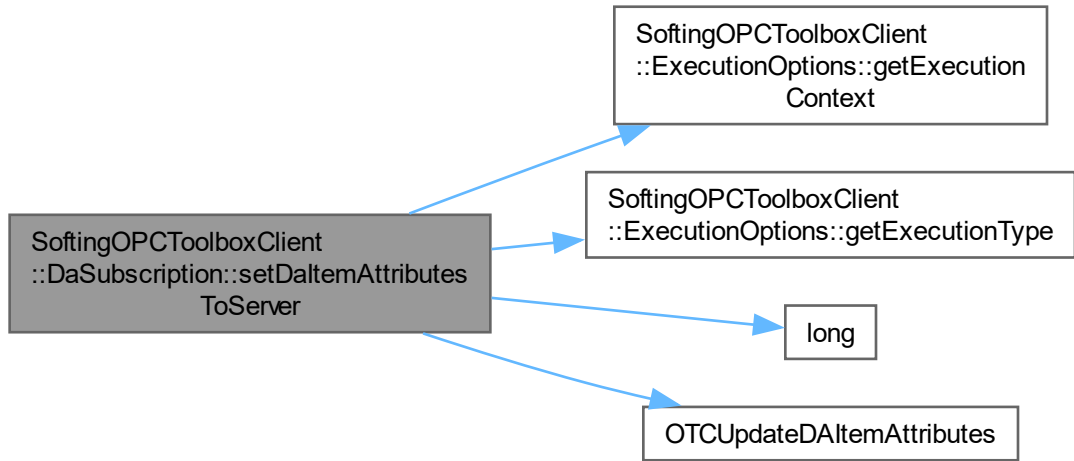 SoftingOPCToolboxClient
::ExecutionOptions::getExecution
Context
SoftingOPCToolboxClient
::ExecutionOptions::getExecutionType
SoftingOPCToolboxClient
::DaSubscription::setDaItemAttributes
ToServer
long
OTCUpdateDAItemAttributes